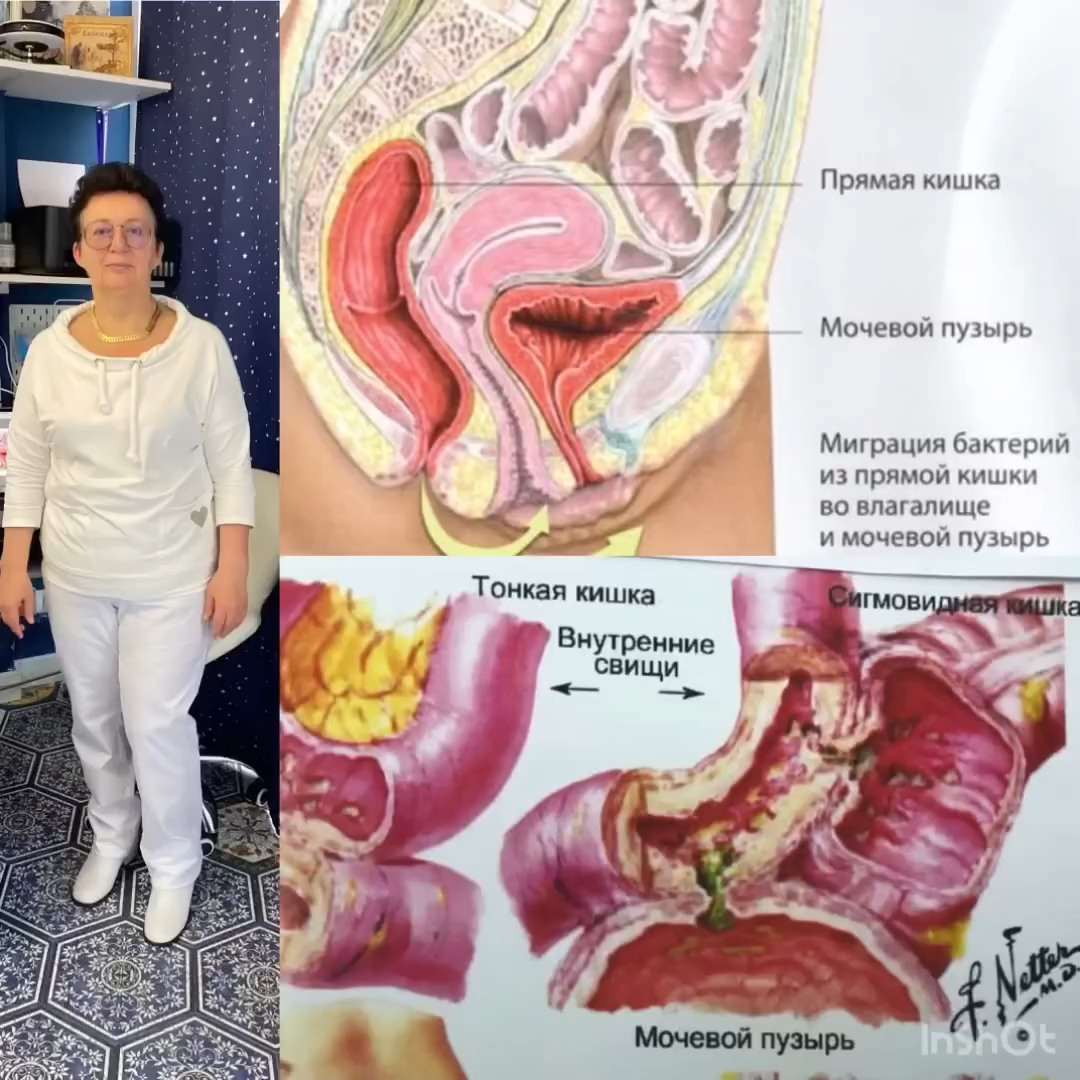 Прямая кишка
Мочевой пузырь
Миграция бактерий
из прямой кишки
во влагалище
и мочевой пузырь
Тонкая кишка
Сигмовидная кишка
Внутренние
свищи
F. Netter
M.D.
Мочевой пузырь
InShOt